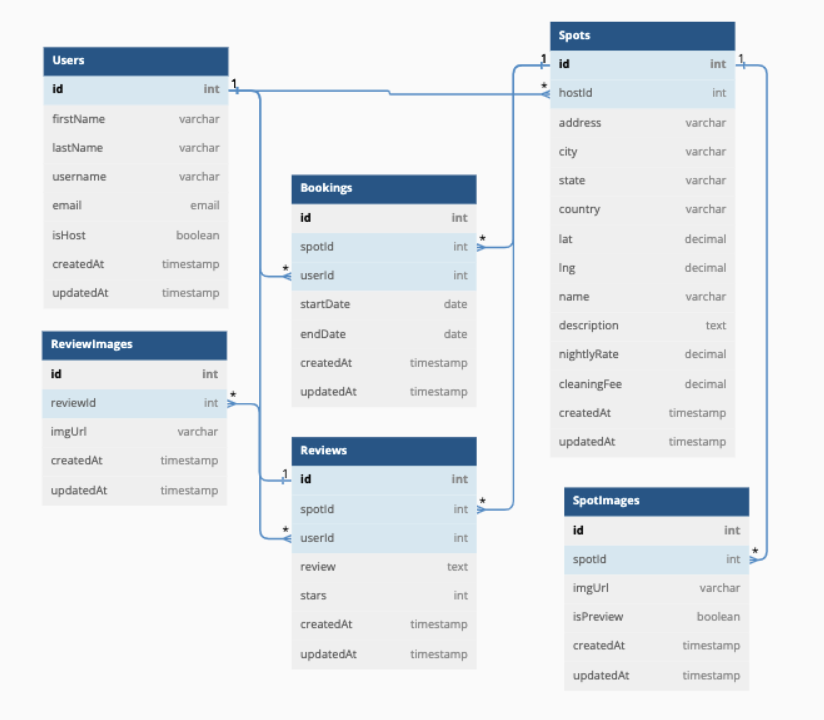 Users
id int
firstName varchar
lastName varchar
username varchar
email email
isHost boolean
createdAt timestamp
updatedAt timestamp
1
ReviewImages
id int
reviewId int
imgUrl varchar
createdAt timestamp
updatedAt timestamp
*
Bookings
id int
spotId int
userId int
startDate date
endDate date
createdAt timestamp
updatedAt timestamp
*
*
Reviews
id int
spotId int
userId int
review text
stars int
createdAt timestamp
updatedAt timestamp
1
*
*
Spots
id int
hostId int
address varchar
city varchar
state varchar
country varchar
lat decimal
lng decimal
name varchar
description text
nightlyRate decimal
cleaningFee decimal
createdAt timestamp
updatedAt timestamp
1
1
*
SpotImages
id int
spotId int
imgUrl varchar
isPreview boolean
createdAt timestamp
updatedAt timestamp
*